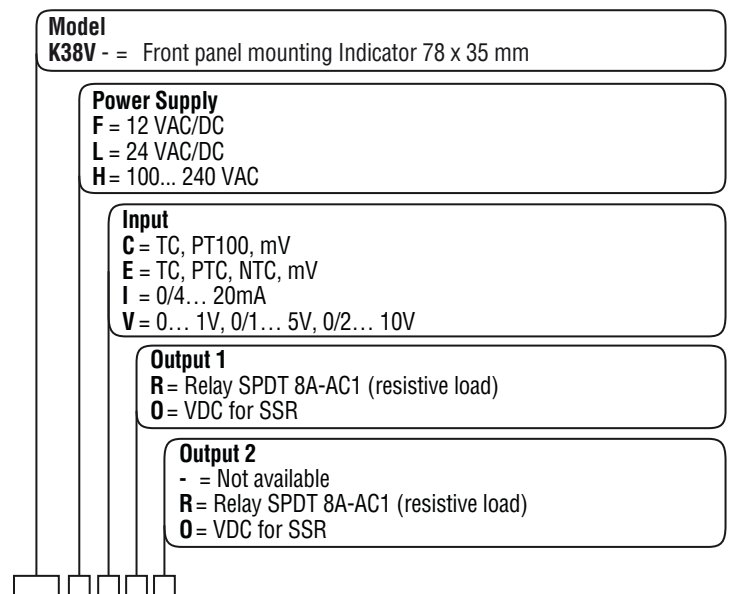 Model
K38V - = Front panel mounting Indicator 78 x 35 mm
Power Supply
F = 12 VAC/DC
L = 24 VAC/DC
H = 100... 240 VAC
Input
C = TC, PT100, mV
E = TC, PTC, NTC, mV
I = 0/4... 20mA
V = 0... 1V, 0/1... 5V, 0/2... 10V
Output 1
R = Relay SPDT 8A-AC1 (resistive load)
O = VDC for SSR
Output 2
- = Not available
R = Relay SPDT 8A-AC1 (resistive load)
O = VDC for SSR